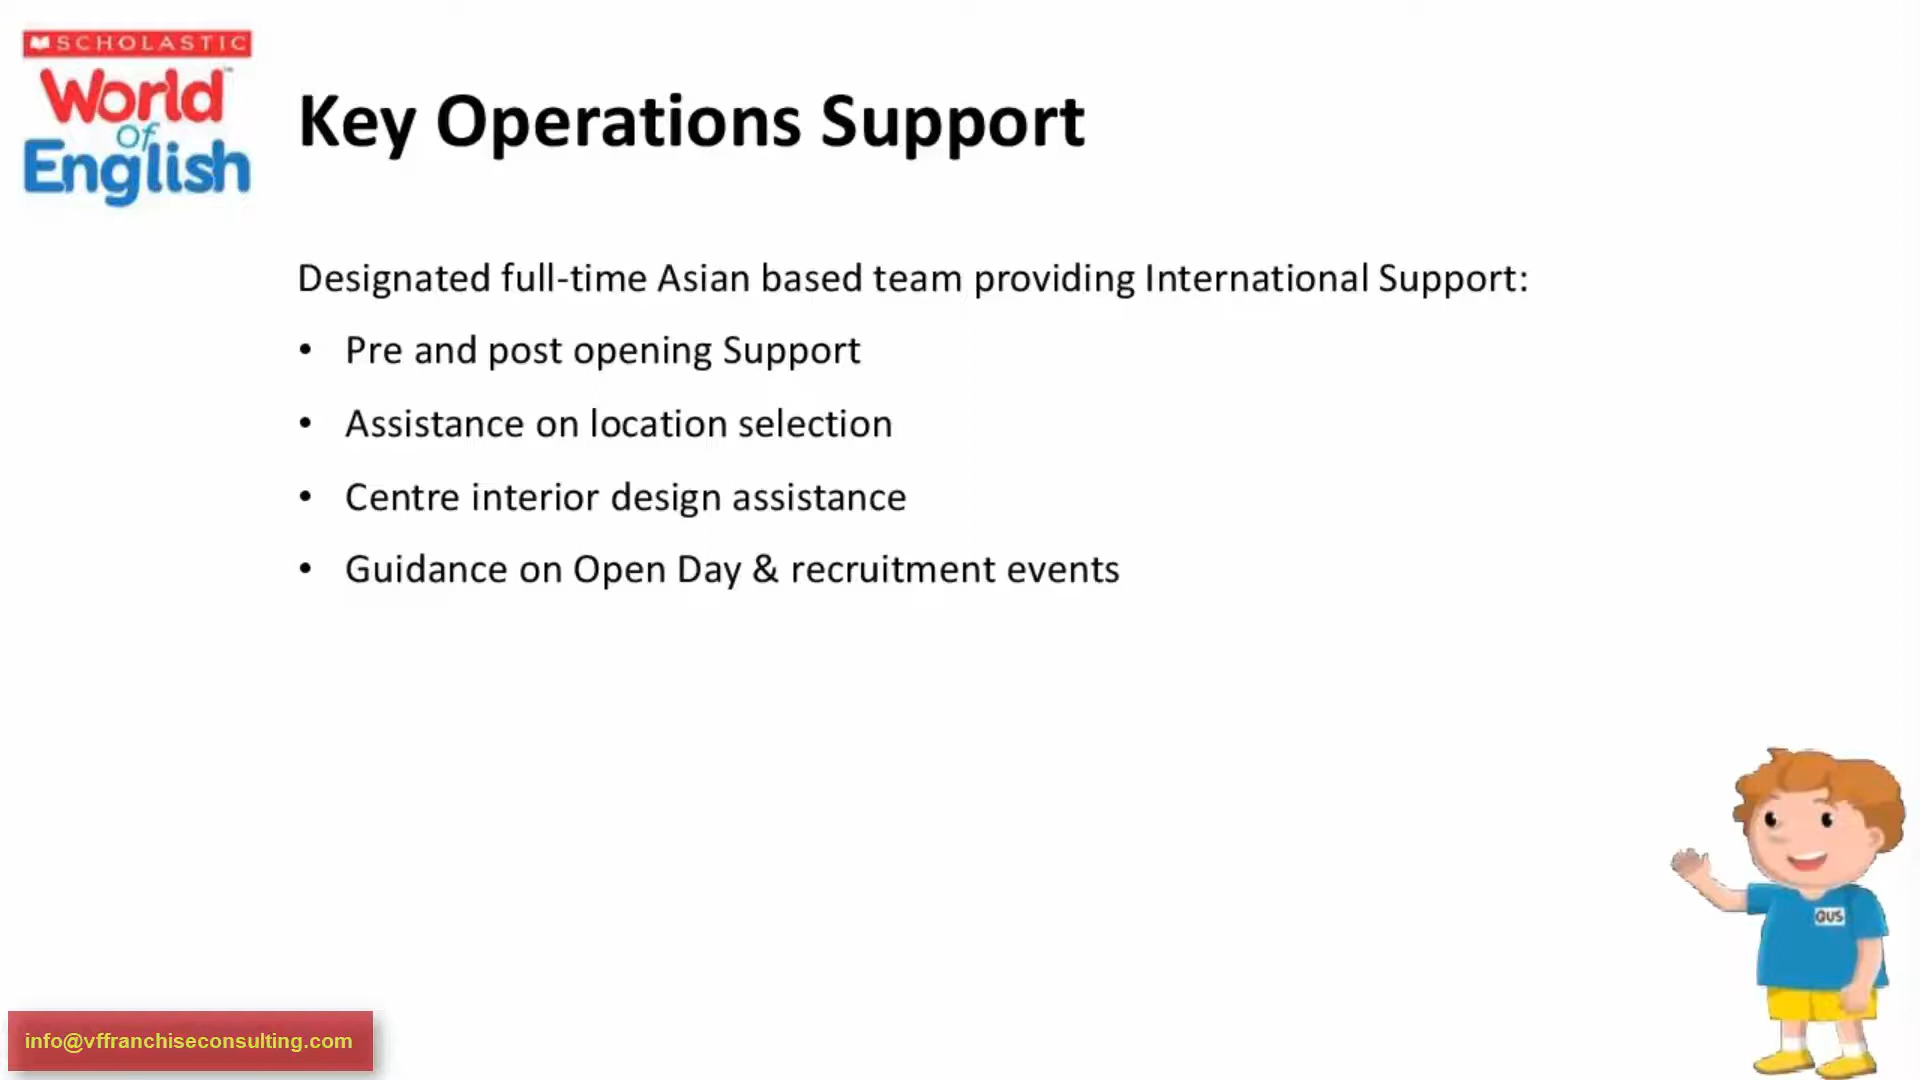 SCHOLASTIC
World™
Of
English
Key Operations Support
Designated full-time Asian based team providing International Support:
• Pre and post opening Support
• Assistance on location selection
• Centre interior design assistance
• Guidance on Open Day & recruitment events
GUS
info@vffranchiseconsulting.com